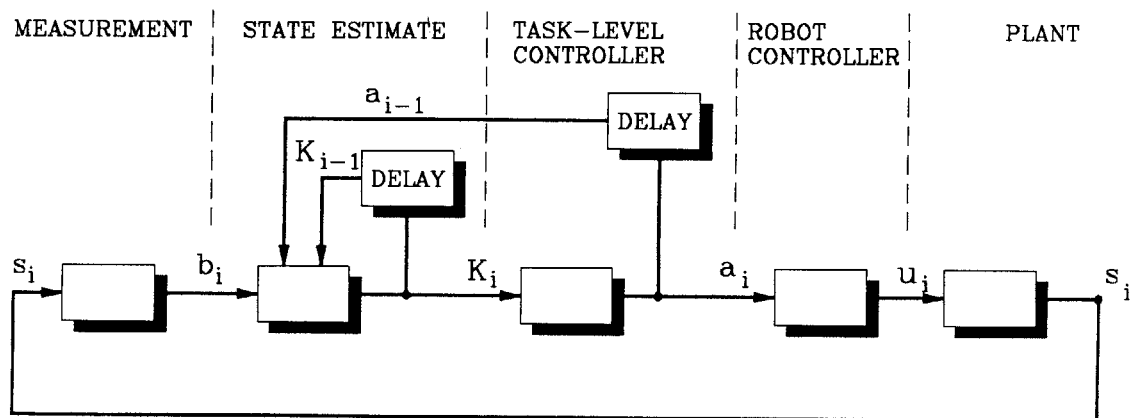 MEASUREMENT
STATE ESTIMATE
TASK-LEVEL
CONTROLLER
ROBOT
CONTROLLER
PLANT
a_{i-1}
DELAY
K_{i-1}
DELAY
s_i
b_i
K_i
a_i
u_i
s_i